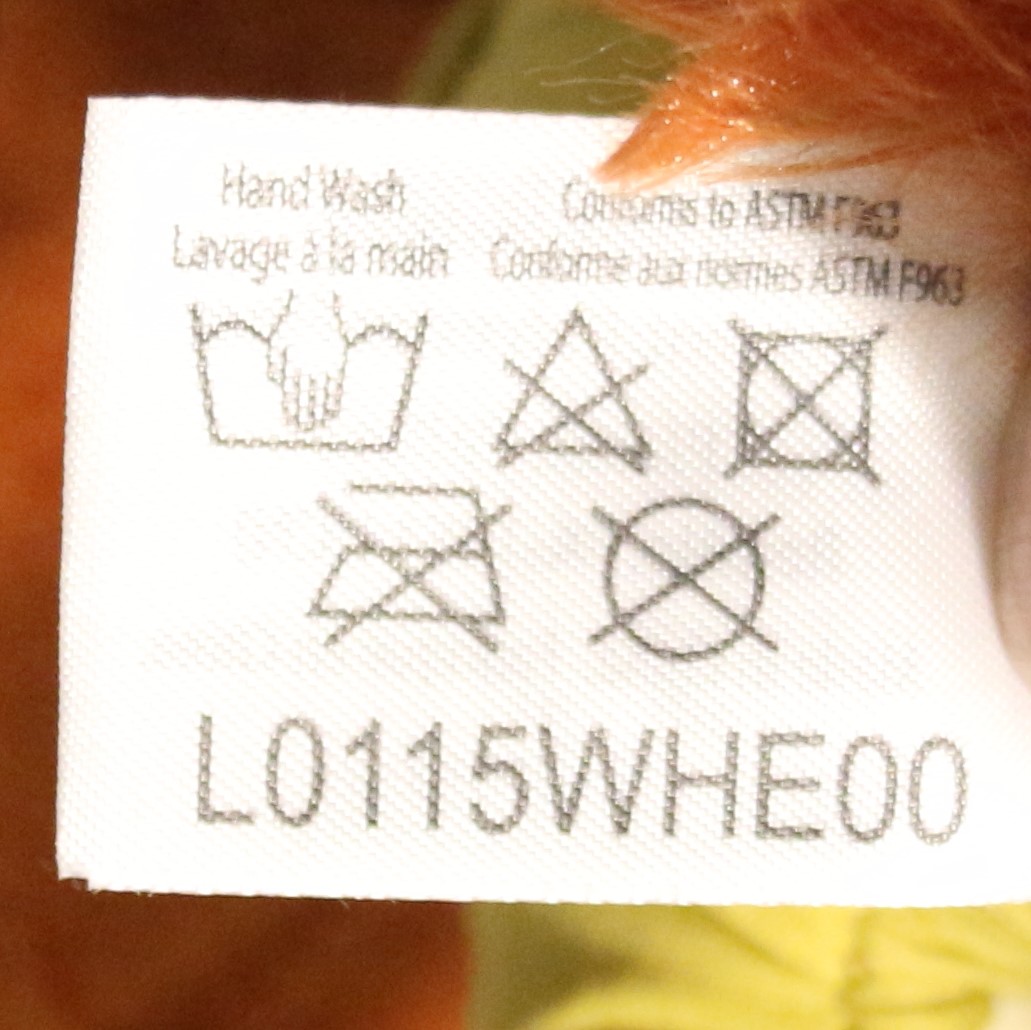 Hand Wash
Conforms to ASTM F963
Lavage à la main
Conforme aux normes ASTM F963
L0115WHE00